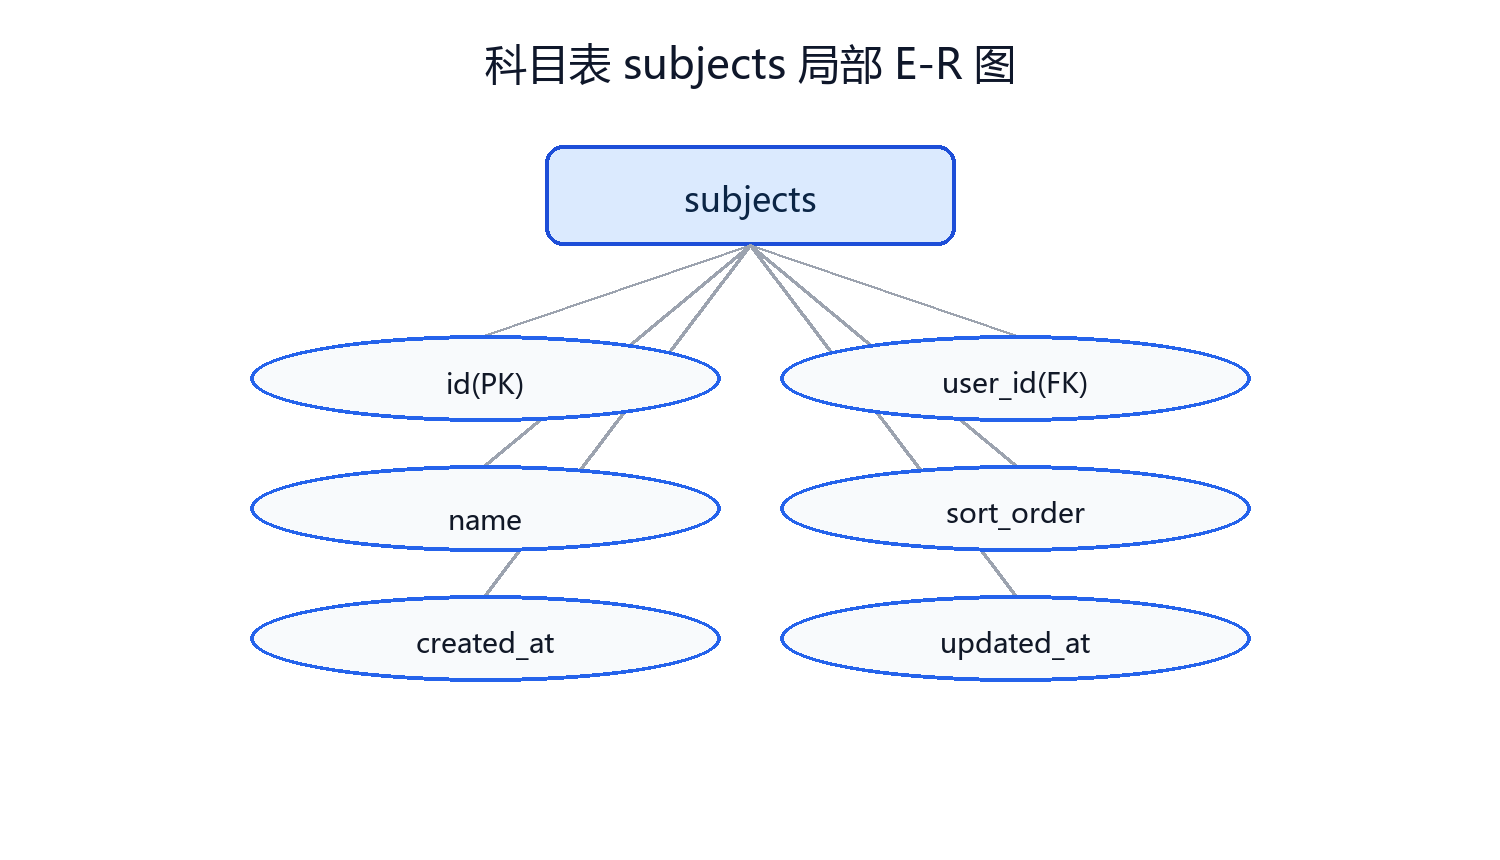 科目表 subjects 局部 E-R 图
subjects
id(PK)
user_id(FK)
name
sort_order
created_at
updated_at